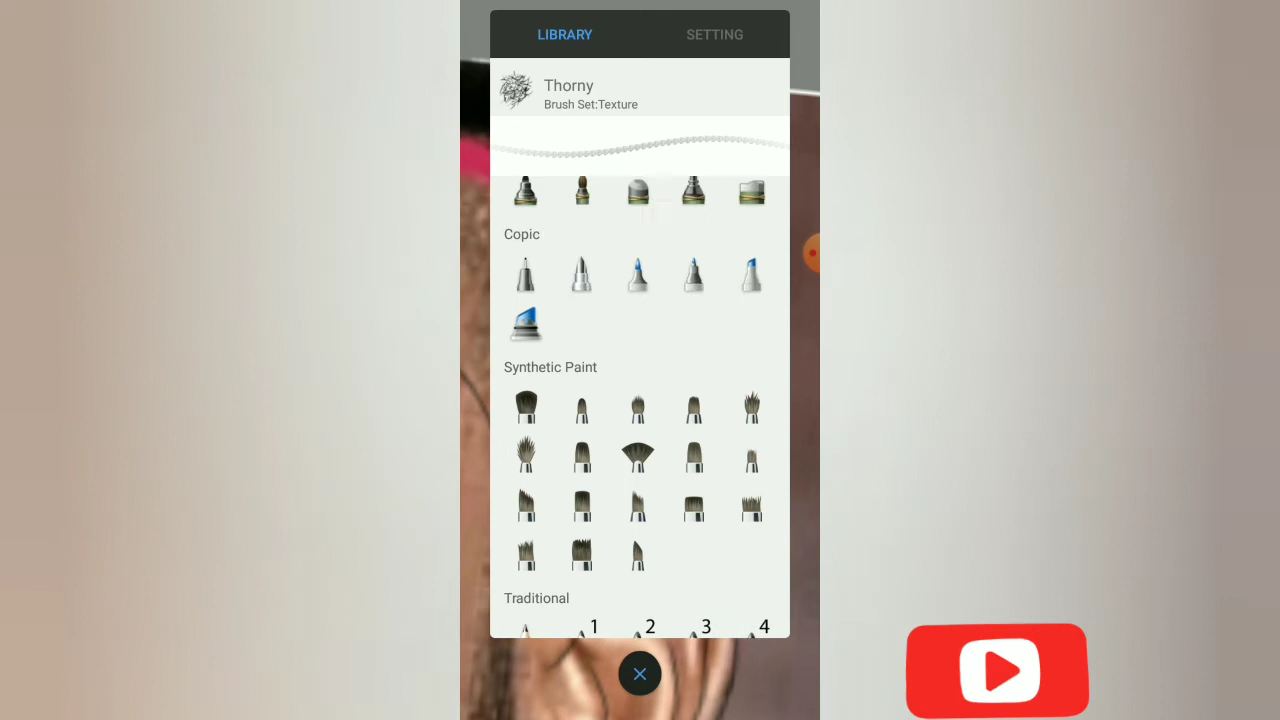 LIBRARY SETTING
Thorny
Brush Set:Texture
Copic
Synthetic Paint
Traditional
1 2 3 4